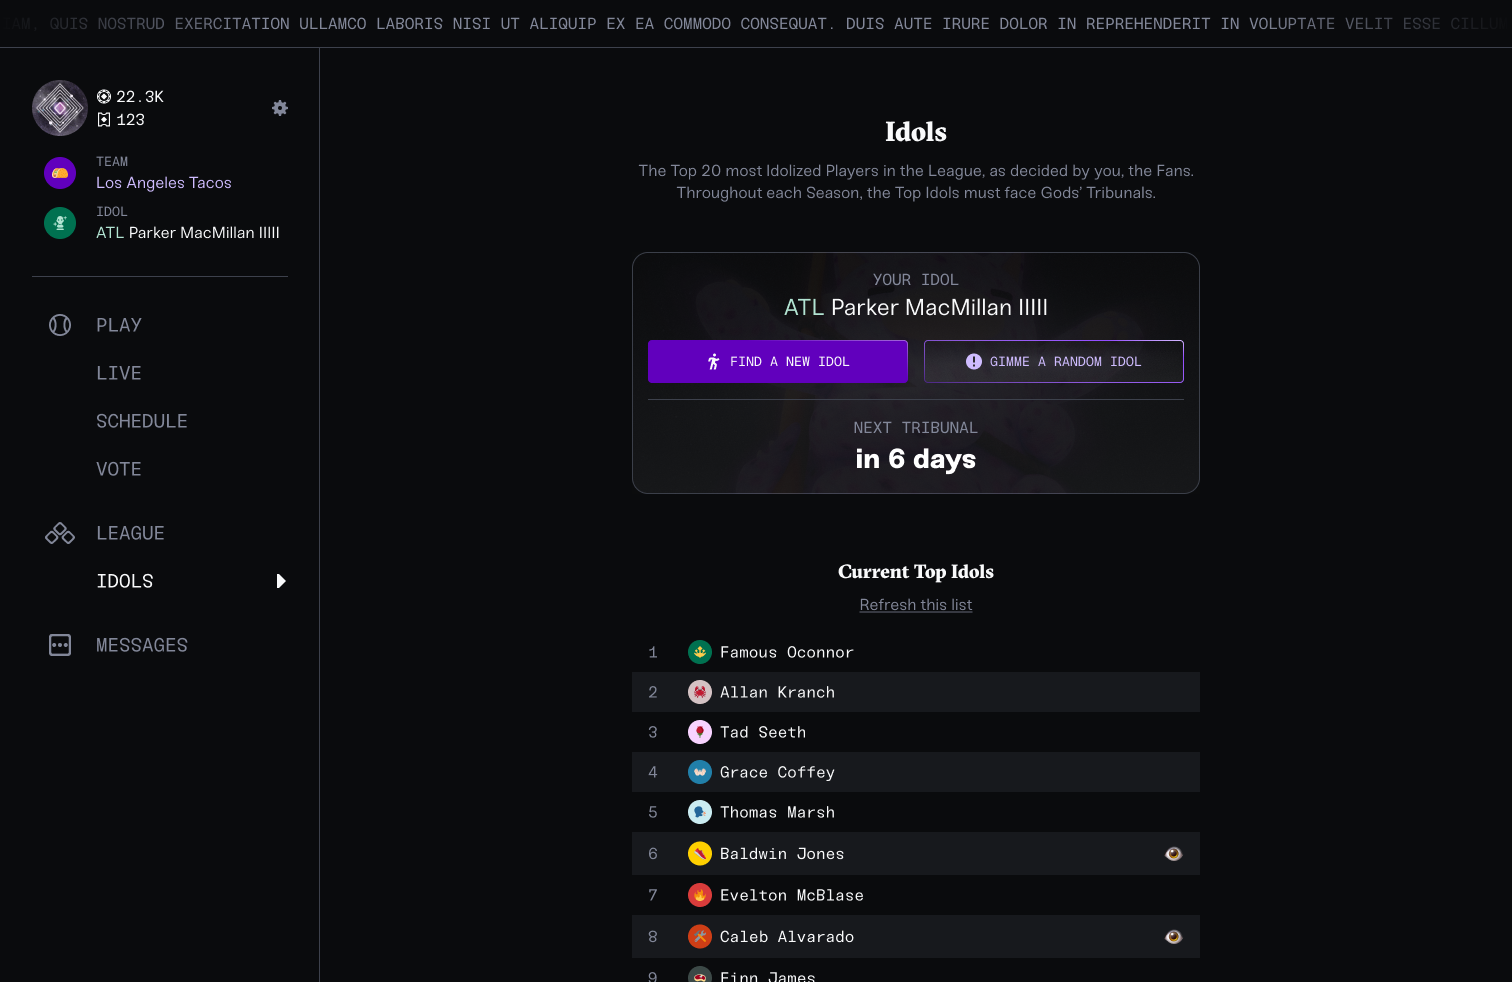 QUIS NOSTRUD EXERCITATION ULLAMCO LABORIS NISI UT ALIQUIP EX EA COMMODO CONSEQUAT. DUIS AUTE IRURE DOLOR IN REPREHENDERIT IN VOLUPTATE VELIT ESSE
22.3K
123
TEAM
Los Angeles Tacos
IDOL
ATL Parker MacMillan IIIII
PLAY
LIVE
SCHEDULE
VOTE
LEAGUE
IDOLS
MESSAGES
Idols
The Top 20 most Idolized Players in the League, as decided by you, the Fans.
Throughout each Season, the Top Idols must face Gods' Tribunals.
YOUR IDOL
ATL Parker MacMillan IIIII
FIND A NEW IDOL
GIMME A RANDOM IDOL
NEXT TRIBUNAL
in 6 days
Current Top Idols
Refresh this list
1 Famous Oconnor
2 Allan Kranch
3 Tad Seeth
4 Grace Coffey
5 Thomas Marsh
6 Baldwin Jones
7 Evelton McBlase
8 Caleb Alvarado
9 Finn James